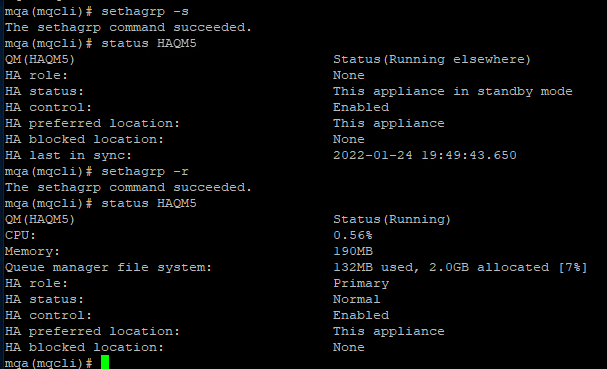 mqa(mqcli)# sethagrp -s
The sethagrp command succeeded.
mqa(mqcli)# status HAQM5
QM(HAQM5)                               Status(Running elsewhere)
HA role:                                None
HA status:                              This appliance in standby mode
HA control:                             Enabled
HA preferred location:                  This appliance
HA blocked location:                    None
HA last in sync:                        2022-01-24 19:49:43.650
mqa(mqcli)# sethagrp -r
The sethagrp command succeeded.
mqa(mqcli)# status HAQM5
QM(HAQM5)                               Status(Running)
CPU:                                    0.56%
Memory:                                 190MB
Queue manager file system:              132MB used, 2.0GB allocated [7%]
HA role:                                Primary
HA status:                              Normal
HA control:                             Enabled
HA preferred location:                  This appliance
HA blocked location:                    None
mqa(mqcli)#